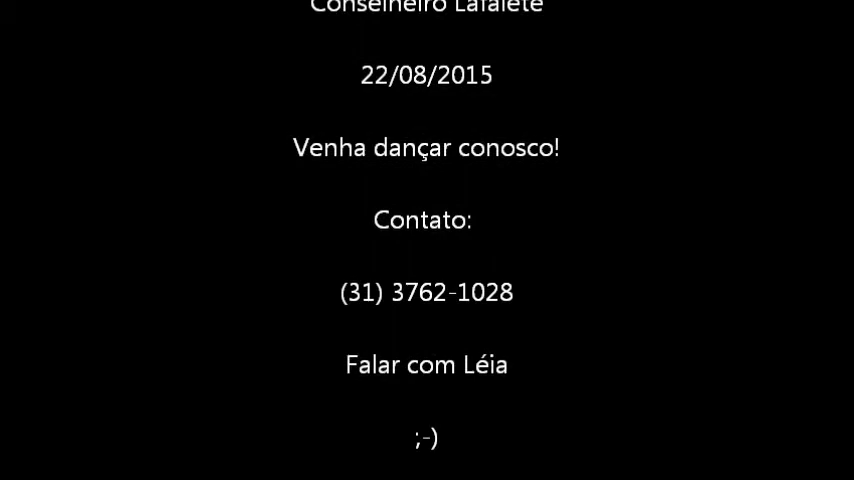 Conselheiro Lafaiete
22/08/2015
Venha dançar conosco!
Contato:
(31) 3762-1028
Falar com Léia
;-)